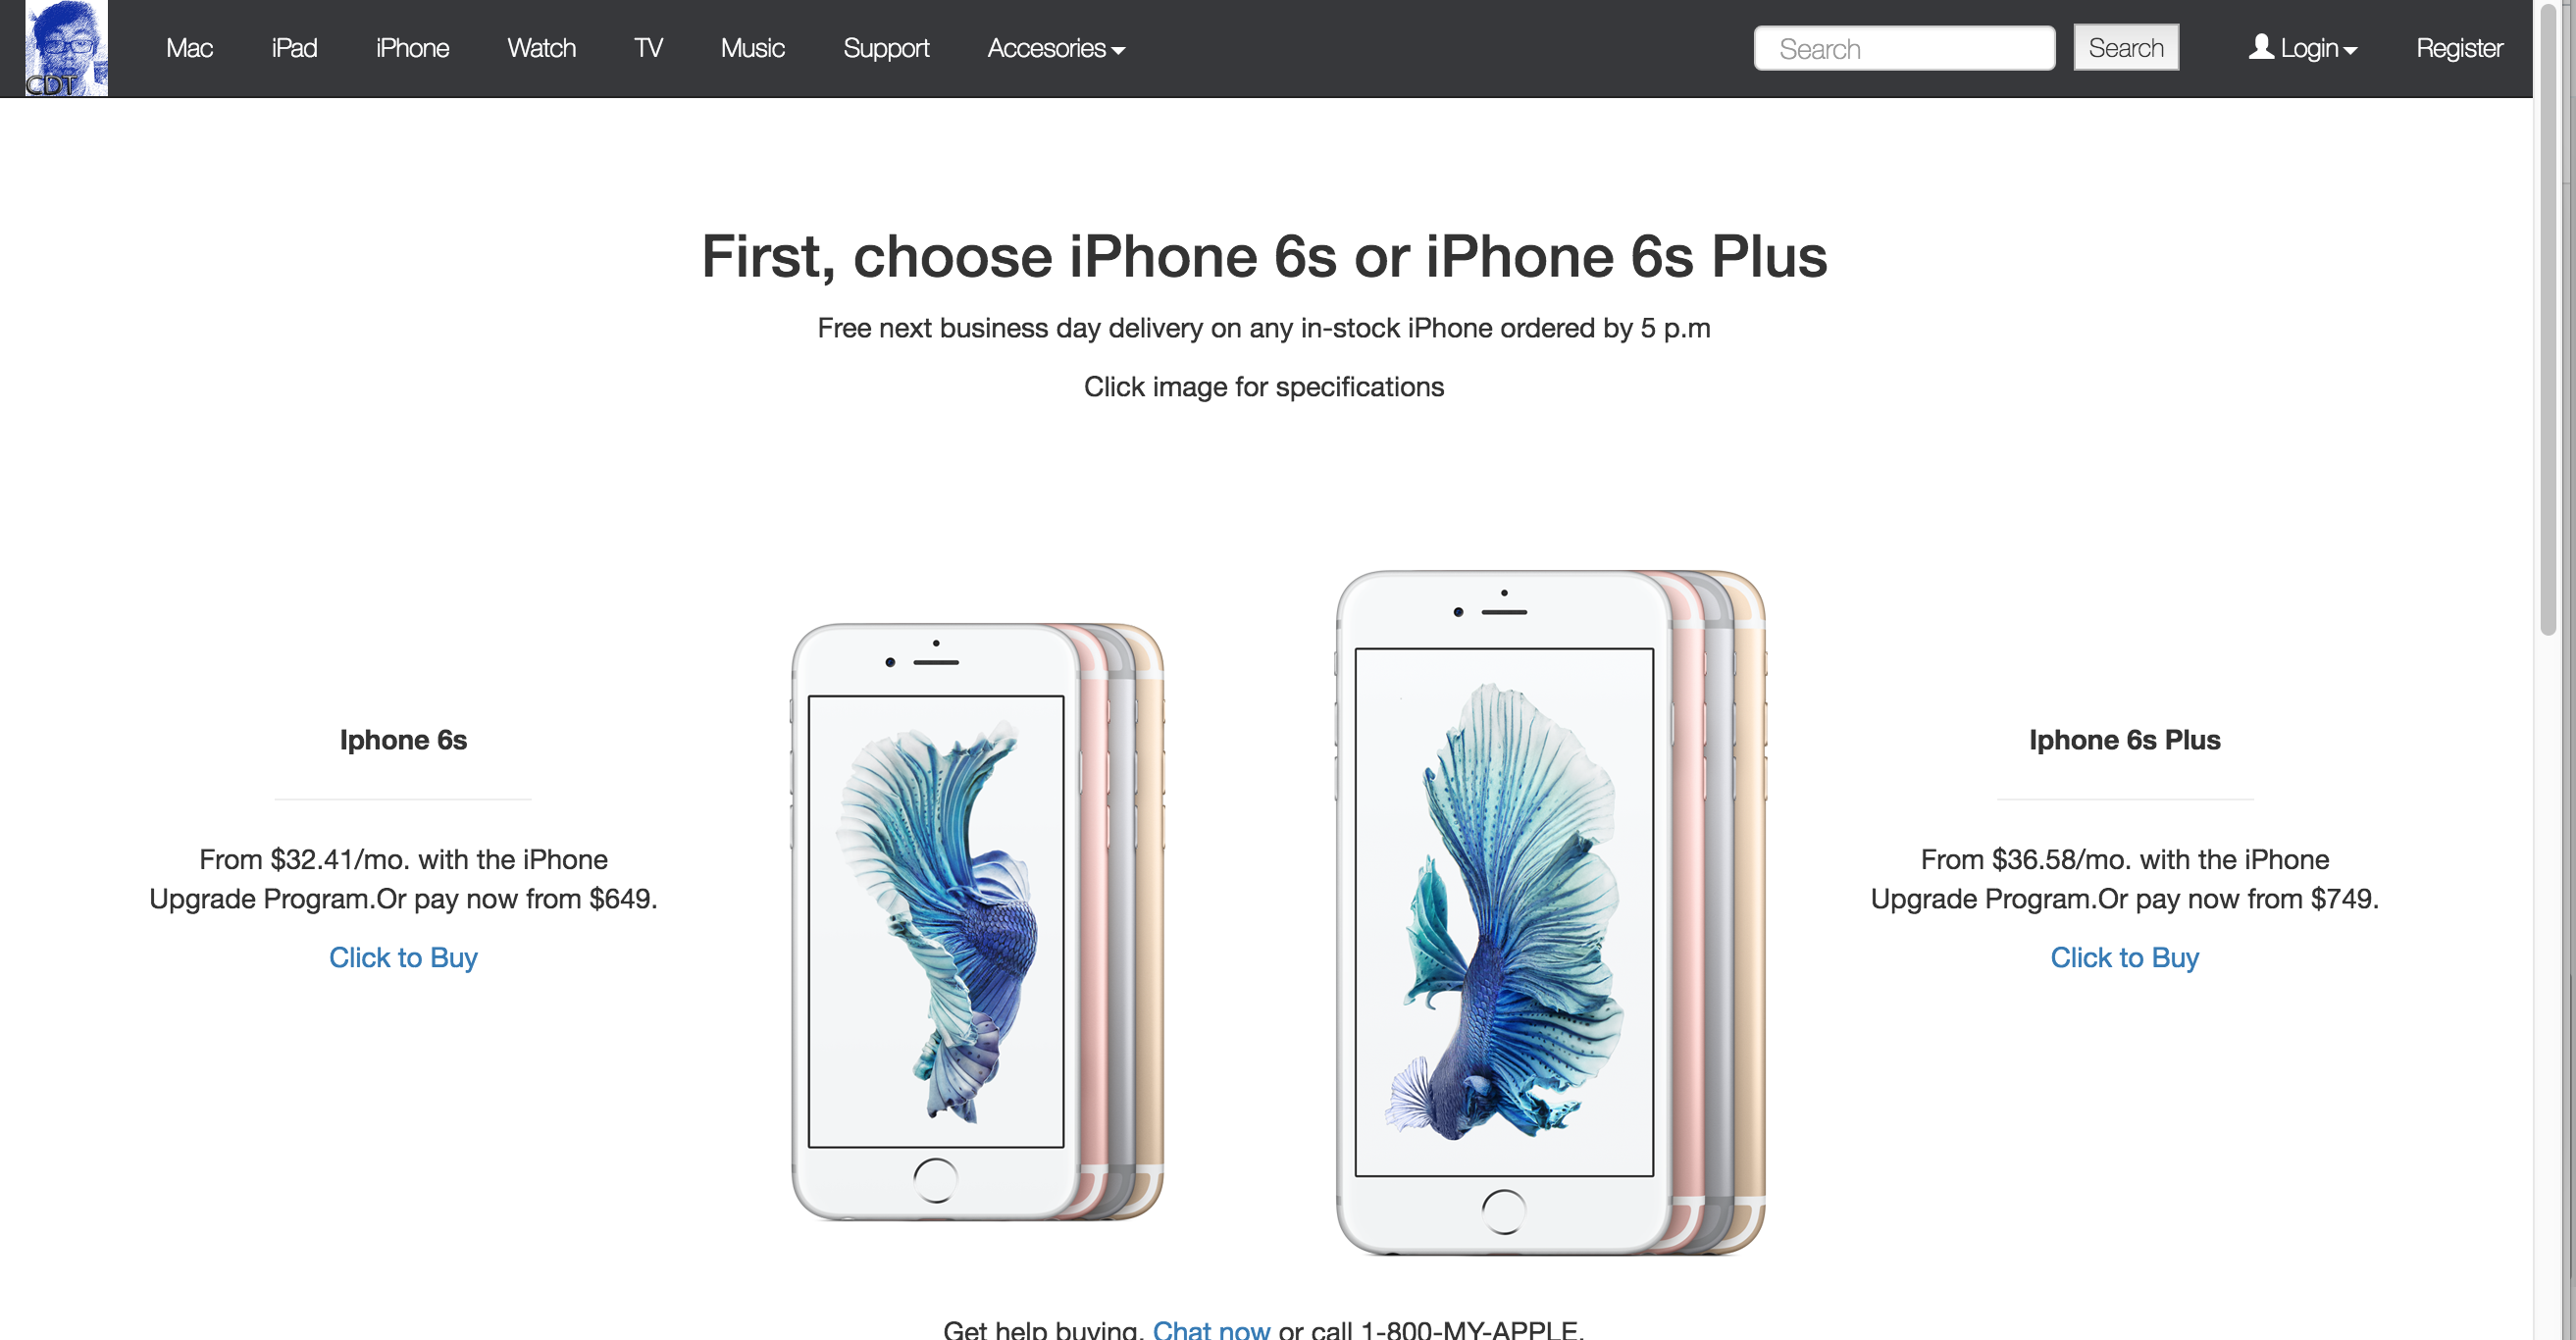 CDT
Mac iPad iPhone Watch TV Music Support Accesories Search Search Login Register
First, choose iPhone 6s or iPhone 6s Plus
Free next business day delivery on any in-stock iPhone ordered by 5 p.m
Click image for specifications
Iphone 6s
From $32.41/mo. with the iPhone
Upgrade Program.Or pay now from $649.
Click to Buy
Iphone 6s Plus
From $36.58/mo. with the iPhone
Upgrade Program.Or pay now from $749.
Click to Buy
Get help buying. Chat now or call 1-800-MY-APPLE.